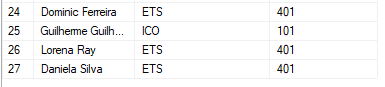 24 Dominic Ferreira ETS 401
25 Guilherme Guilh... ICO 101
26 Lorena Ray ETS 401
27 Daniela Silva ETS 401